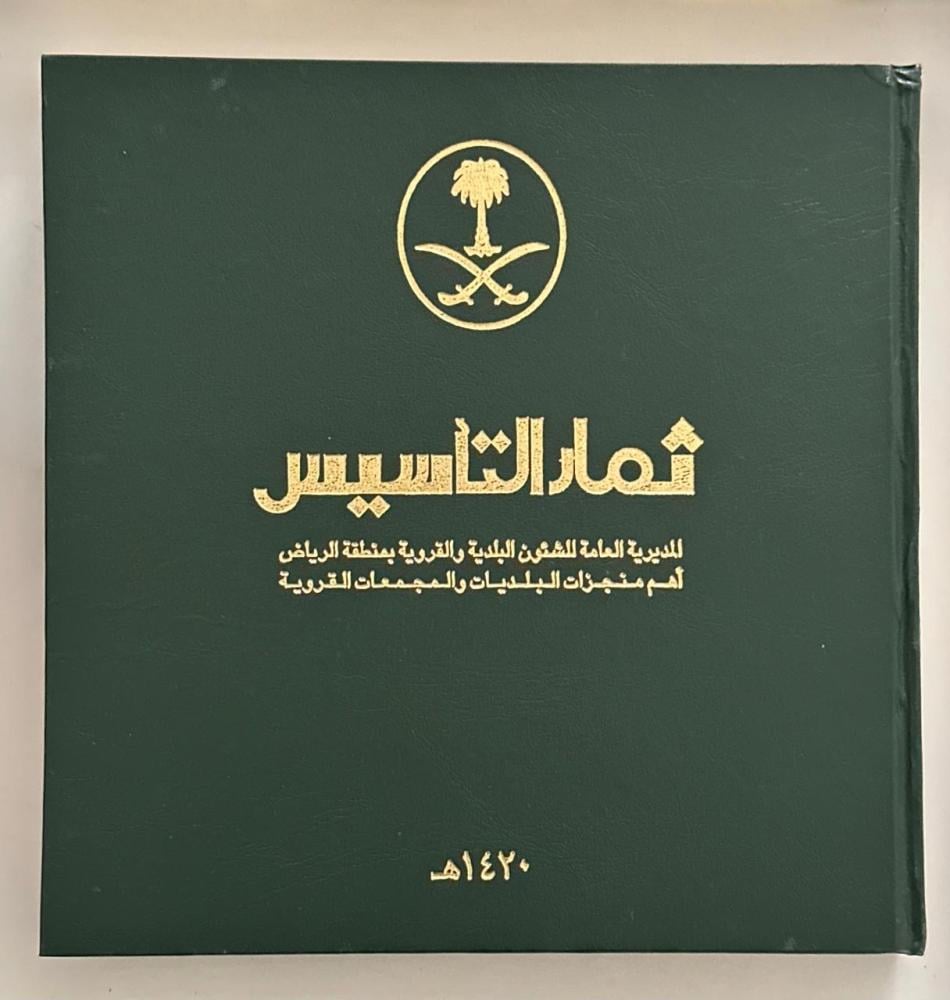 ثمار التأسيس
المديرية العامة للشئون البلدية والقروية بمنطقة الرياض
أهم منجزات البلديات والمجمعات القروية
١٤٢٠هـ